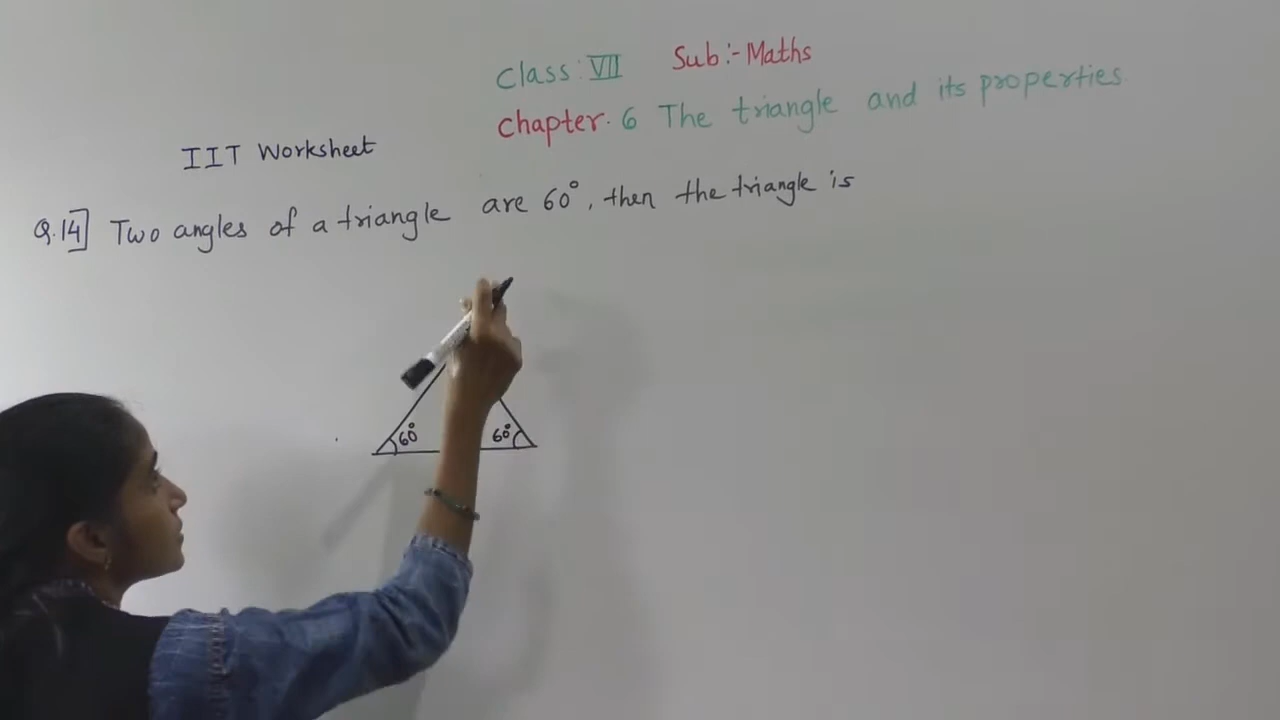 Class: VII Sub:- Maths
Chapter. 6 The triangle and its properties.
IIT Worksheet
Q.14] Two angles of a triangle are 60°, then the triangle is
60° 60°